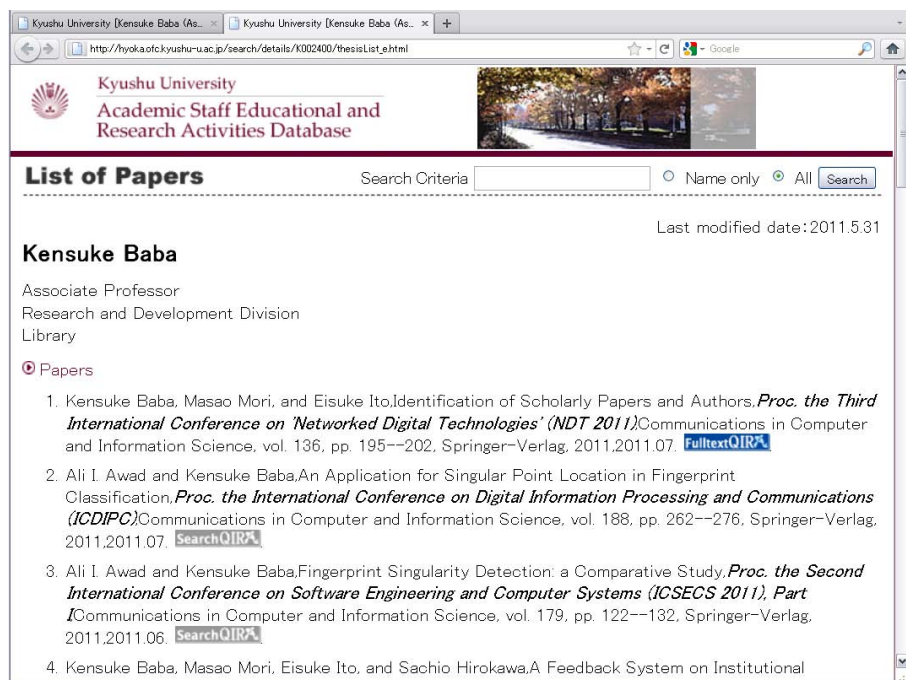 Kyushu University [Kensuke Baba (As... × Kyushu University [Kensuke Baba (As... × +
http://hyoka.ofc.kyushu-u.ac.jp/search/details/K002400/thesisList_e.html Google
Kyushu University
Academic Staff Educational and
Research Activities Database
List of Papers Search Criteria Name only All Search
Last modified date:2011.5.31
Kensuke Baba
Associate Professor
Research and Development Division
Library
Papers
1. Kensuke Baba, Masao Mori, and Eisuke Ito,Identification of Scholarly Papers and Authors,Proc. the Third
International Conference on 'Networked Digital Technologies' (NDT 2011),Communications in Computer
and Information Science, vol. 136, pp. 195--202, Springer-Verlag, 2011,2011.07. FulltextQIR
2. Ali I. Awad and Kensuke Baba,An Application for Singular Point Location in Fingerprint
Classification,Proc. the International Conference on Digital Information Processing and Communications
(ICDIPC),Communications in Computer and Information Science, vol. 188, pp. 262--276, Springer-Verlag,
2011,2011.07. SearchQIR
3. Ali I. Awad and Kensuke Baba,Fingerprint Singularity Detection: a Comparative Study,Proc. the Second
International Conference on Software Engineering and Computer Systems (ICSECS 2011), Part
I,Communications in Computer and Information Science, vol. 179, pp. 122--132, Springer-Verlag,
2011,2011.06. SearchQIR
4. Kensuke Baba, Masao Mori, Eisuke Ito, and Sachio Hirokawa,A Feedback System on Institutional